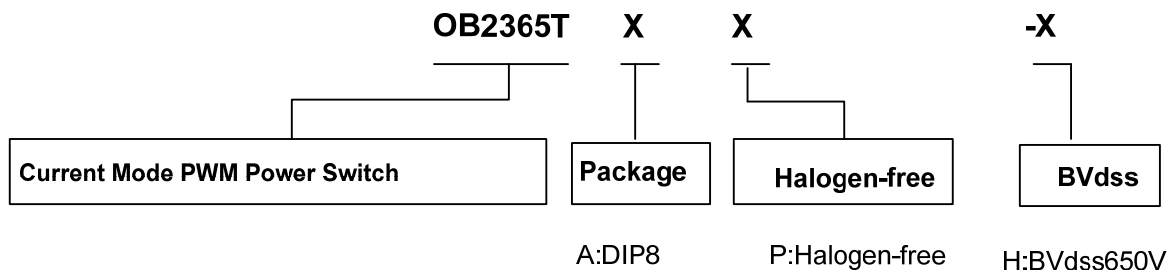 OB2365T X X -X
Current Mode PWM Power Switch
Package
Halogen-free
BVdss
A:DIP8
P:Halogen-free
H:BVdss650V